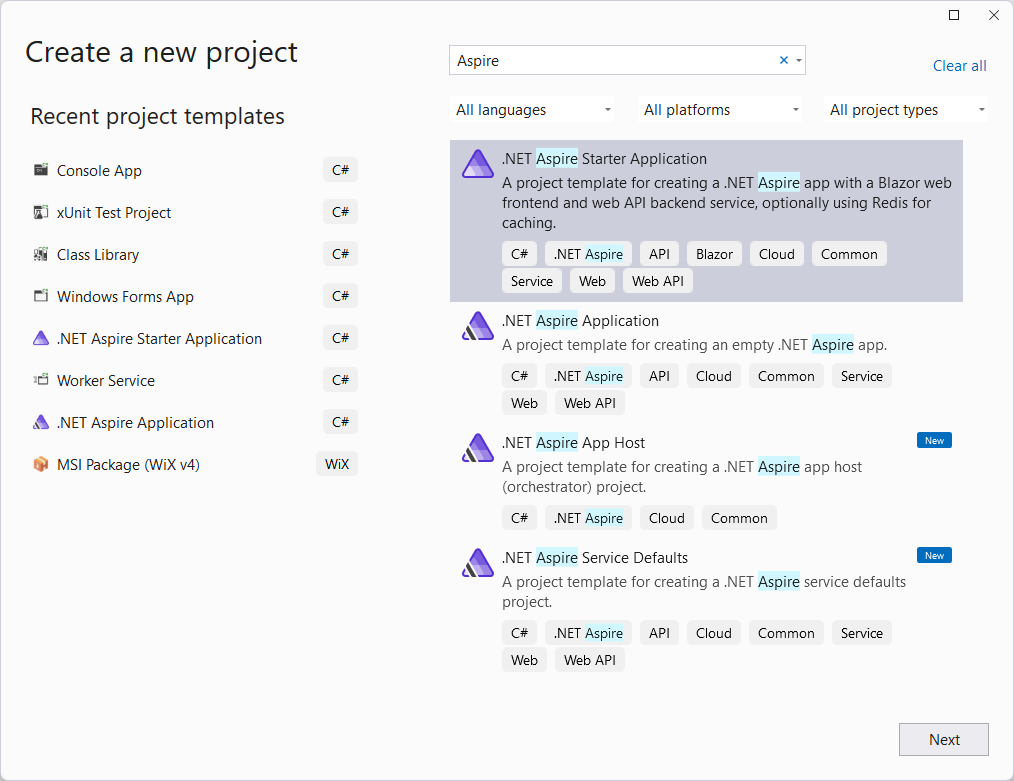 Create a new project
Recent project templates
Console App C#
xUnit Test Project C#
Class Library C#
Windows Forms App C#
.NET Aspire Starter Application C#
Worker Service C#
.NET Aspire Application C#
MSI Package (WiX v4) WiX
Aspire
Clear all
All languages All platforms All project types
.NET Aspire Starter Application
A project template for creating a .NET Aspire app with a Blazor web
frontend and web API backend service, optionally using Redis for
caching.
C# .NET Aspire API Blazor Cloud Common
Service Web Web API
.NET Aspire Application
A project template for creating an empty .NET Aspire app.
C# .NET Aspire API Cloud Common Service
Web Web API
.NET Aspire App Host New
A project template for creating a .NET Aspire app host
(orchestrator) project.
C# .NET Aspire Cloud Common
.NET Aspire Service Defaults New
A project template for creating a .NET Aspire service defaults
project.
C# .NET Aspire API Cloud Common Service
Web Web API
Next